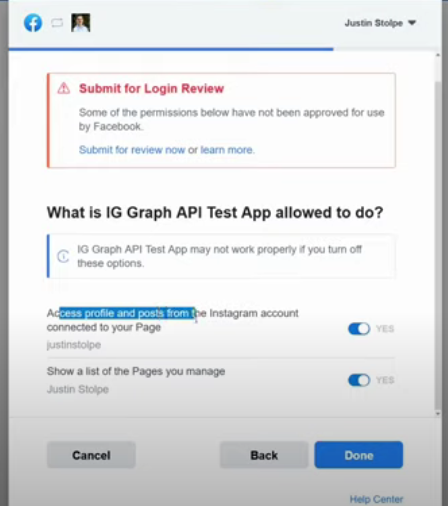 Justin Stolpe
Submit for Login Review
Some of the permissions below have not been approved for use
by Facebook.
Submit for review now or learn more.
What is IG Graph API Test App allowed to do?
IG Graph API Test App may not work properly if you turn off
these options.
Access profile and posts from the Instagram account
connected to your Page
YES
justinstolpe
Show a list of the Pages you manage
YES
Justin Stolpe
Cancel
Back
Done
Help Center